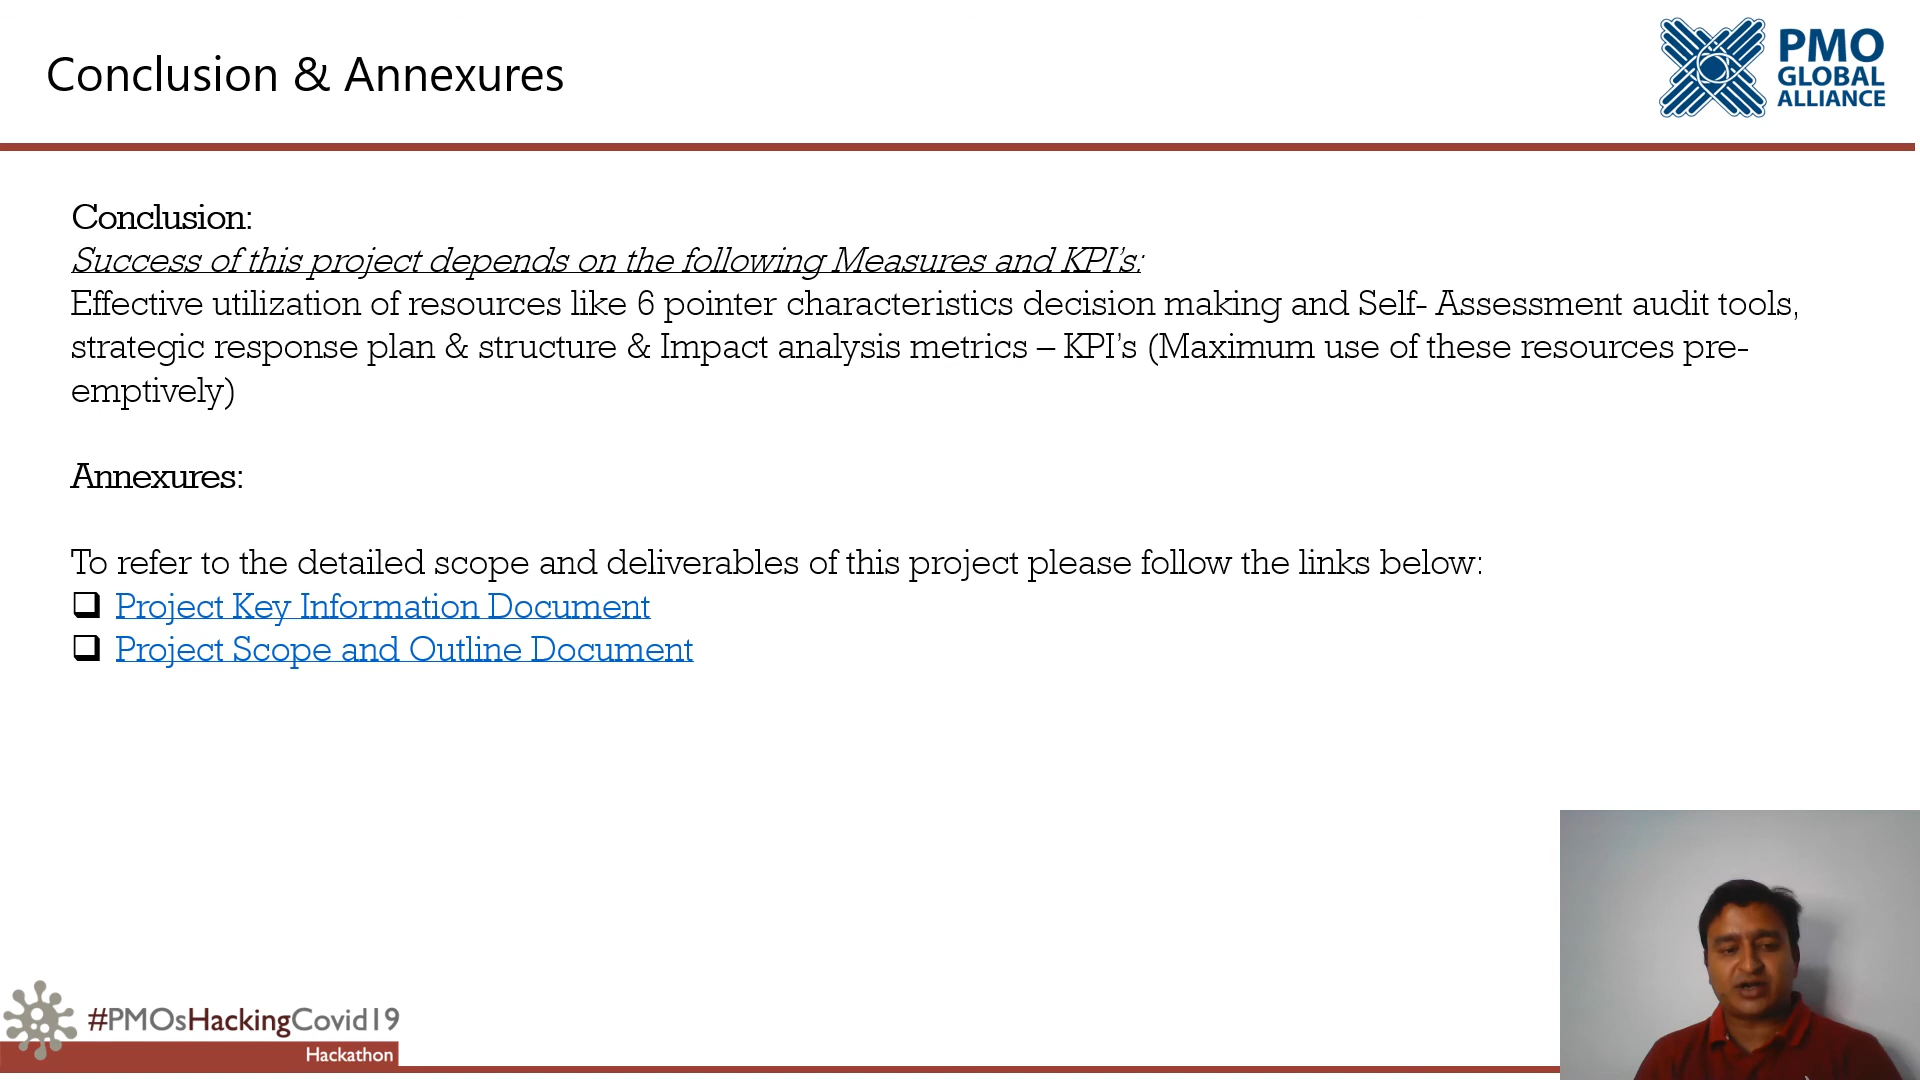 Conclusion & Annexures
PMO
GLOBAL
ALLIANCE
Conclusion:
Success of this project depends on the following Measures and KPI’s:
Effective utilization of resources like 6 pointer characteristics decision making and Self- Assessment audit tools,
strategic response plan & structure & Impact analysis metrics – KPI’s (Maximum use of these resources pre-
emptively)
Annexures:
To refer to the detailed scope and deliverables of this project please follow the links below:
Project Key Information Document
Project Scope and Outline Document
#PMOsHackingCovid19
Hackathon